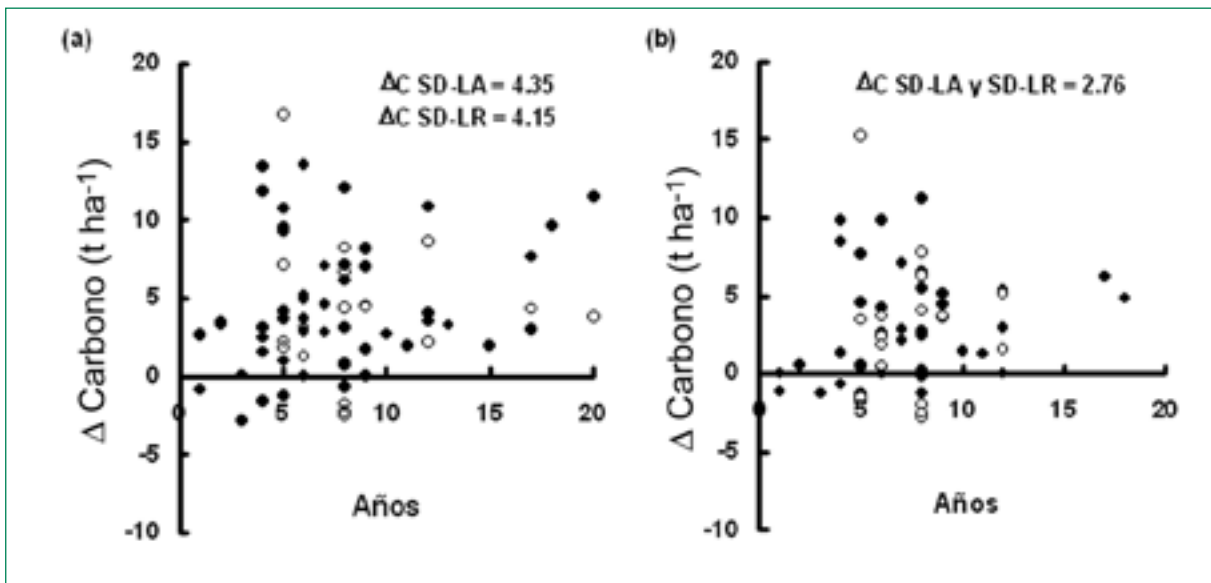 (a)
20
15
10
5
0
-5
-10
Δ Carbono (t ha-1)
ΔC SD-LA = 4.35
ΔC SD-LR = 4.15
0 5 10 15 20
Años
(b)
20
15
10
5
0
-5
-10
Δ Carbono (t ha-1)
ΔC SD-LA y SD-LR = 2.76
0 5 10 15 20
Años